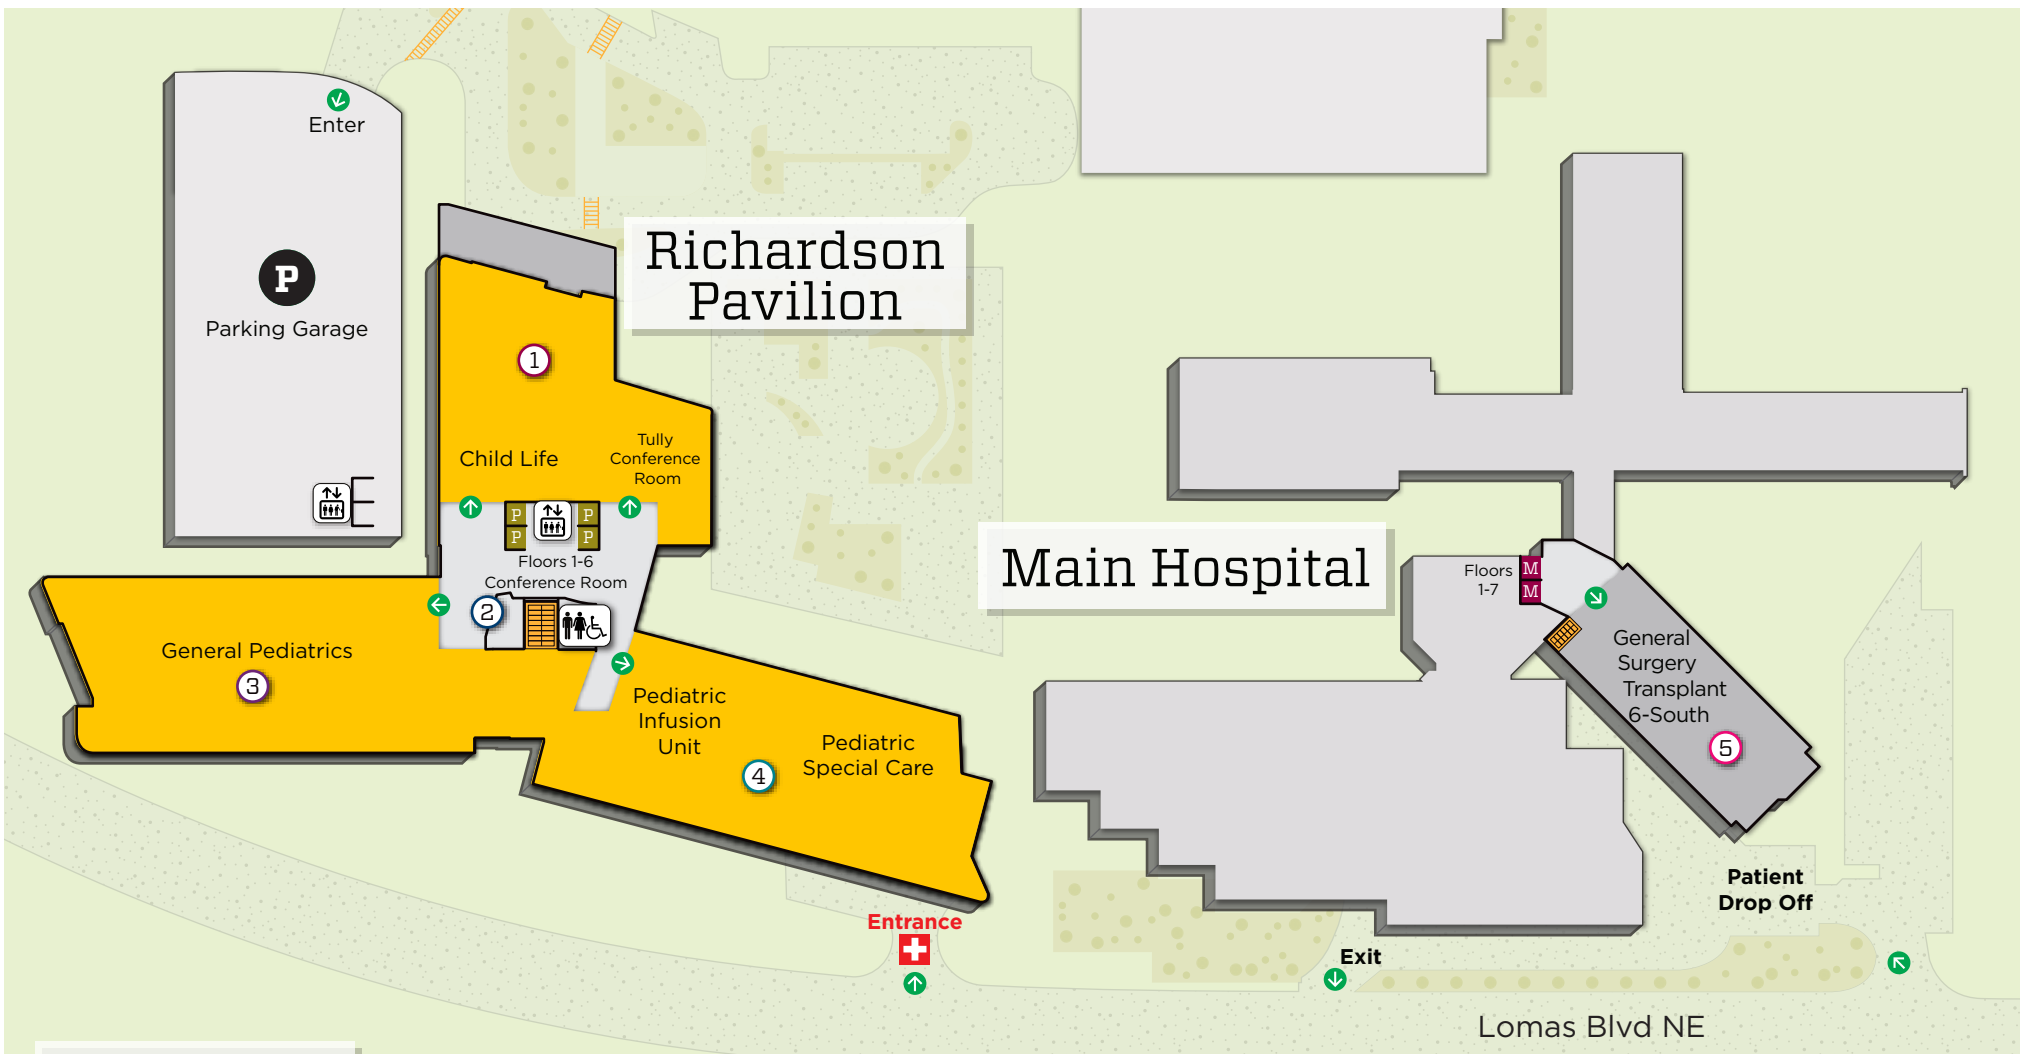 Enter
P
Parking Garage
Richardson
Pavilion
1
Child Life
Tully
Conference
Room
P
P
P
P
Floors 1-6
Conference Room
2
General Pediatrics
3
Pediatric
Infusion
Unit
4
Pediatric
Special Care
Entrance
Main Hospital
Floors
1-7
M
M
General
Surgery
Transplant
6-South
5
Patient
Drop Off
Exit
Lomas Blvd NE